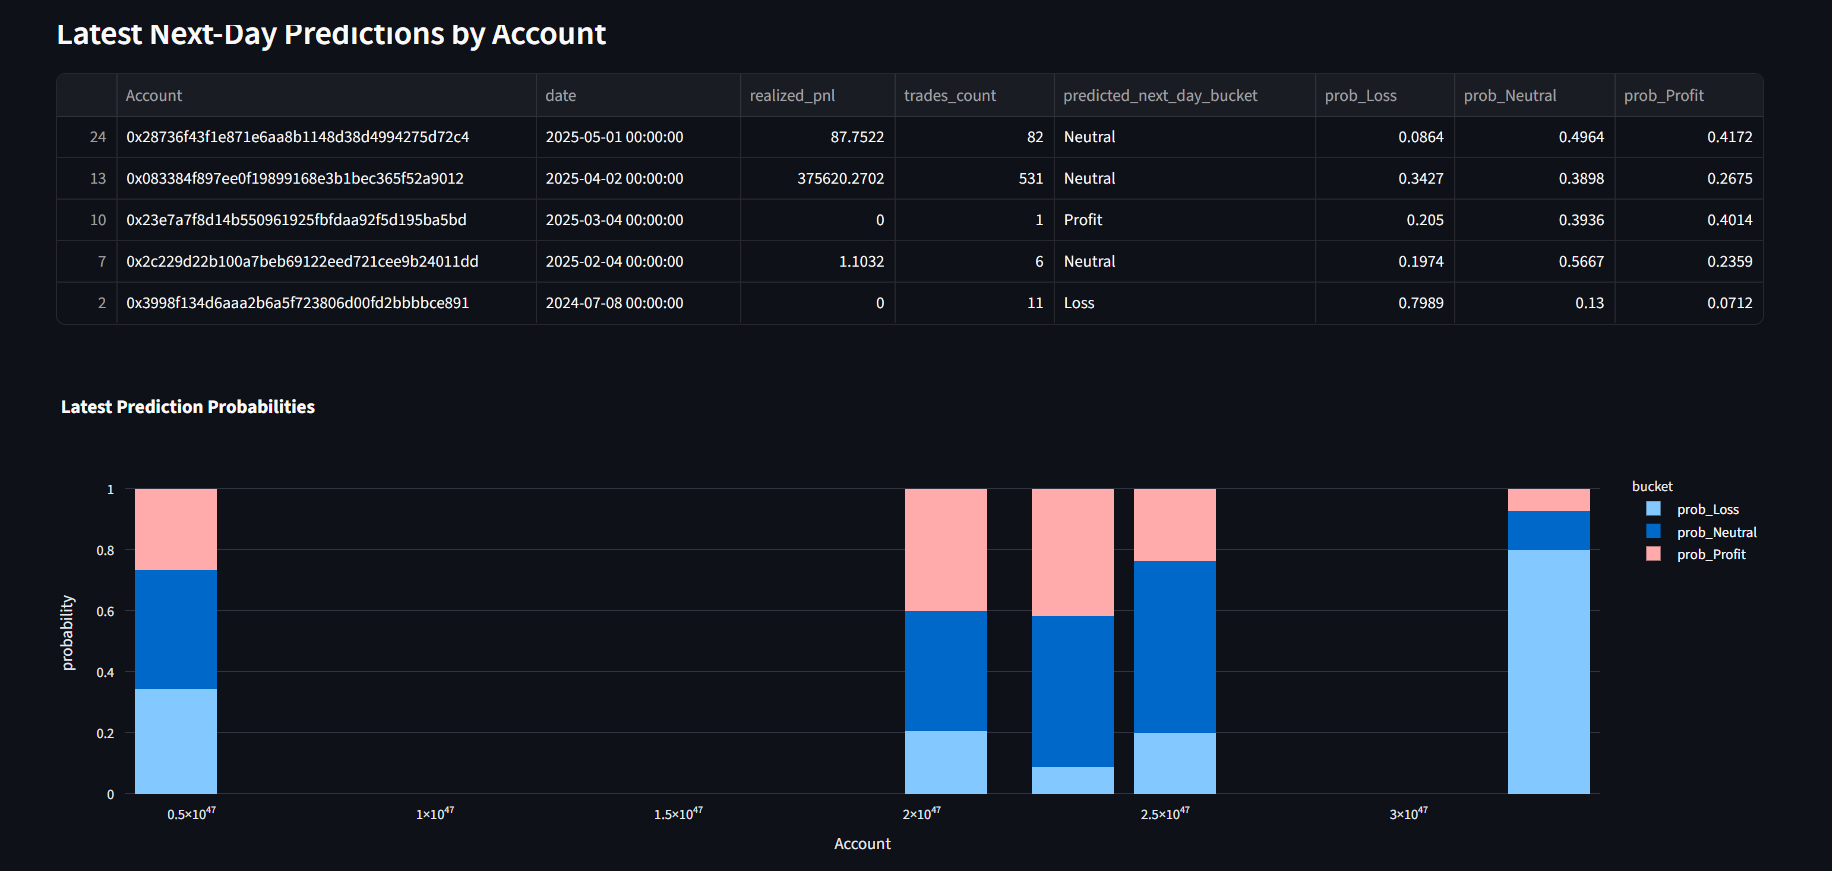 Latest Next-Day Predictions by Account
Account date realized_pnl trades_count predicted_next_day_bucket prob_Loss prob_Neutral prob_Profit
24 0x28736f43f1e871e6aa8b1148d38d4994275d72c4 2025-05-01 00:00:00 87.7522 82 Neutral 0.0864 0.4964 0.4172
13 0x083384f897ee0f19899168e3b1bec365f52a9012 2025-04-02 00:00:00 375620.2702 531 Neutral 0.3427 0.3898 0.2675
10 0x23e7a7f8d14b550961925fbfdaa92f5d195ba5bd 2025-03-04 00:00:00 0 1 Profit 0.205 0.3936 0.4014
7 0x2c229d22b100a7beb69122eed721cee9b24011dd 2025-02-04 00:00:00 1.1032 6 Neutral 0.1974 0.5667 0.2359
2 0x3998f134d6aaa2b6a5f723806d00fd2bbbbce891 2024-07-08 00:00:00 0 11 Loss 0.7989 0.13 0.0712
Latest Prediction Probabilities
bucket
prob_Loss
prob_Neutral
prob_Profit
probability
1
0.8
0.6
0.4
0.2
0
0.5×10⁴⁷ 1×10⁴⁷ 1.5×10⁴⁷ 2×10⁴⁷ 2.5×10⁴⁷ 3×10⁴⁷
Account